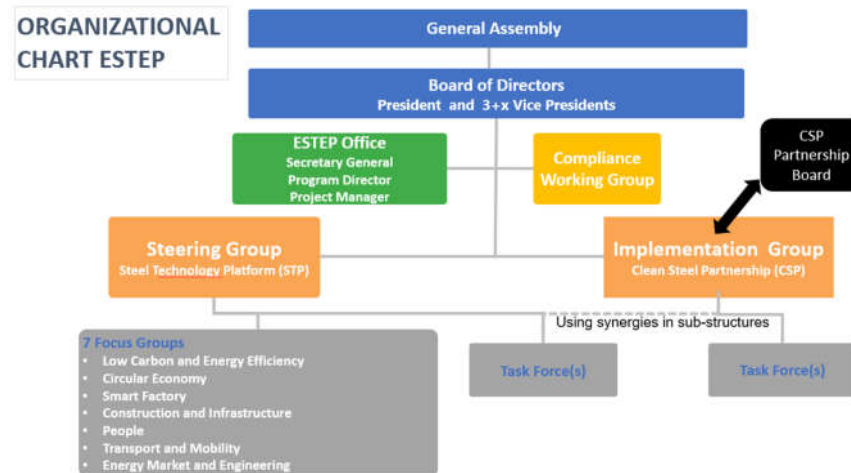 ORGANIZATIONAL
CHART ESTEP
General Assembly
Board of Directors
President and 3+x Vice Presidents
ESTEP Office
Secretary General
Program Director
Project Manager
Compliance
Working Group
CSP
Partnership
Board
Steering Group
Steel Technology Platform (STP)
Implementation Group
Clean Steel Partnership (CSP)
Using synergies in sub-structures
7 Focus Groups
• Low Carbon and Energy Efficiency
• Circular Economy
• Smart Factory
• Construction and Infrastructure
• People
• Transport and Mobility
• Energy Market and Engineering
Task Force(s)
Task Force(s)